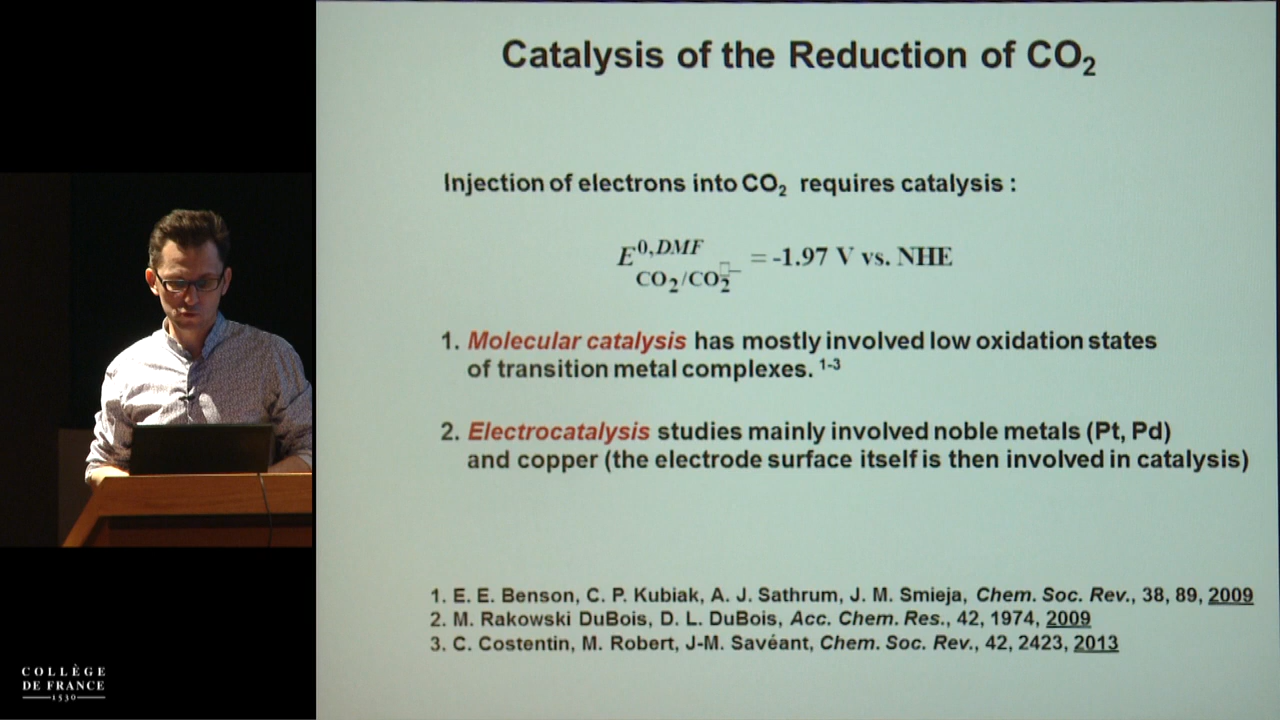 Catalysis of the Reduction of CO₂
Injection of electrons into CO₂ requires catalysis :
E⁰,DMF CO₂/CO₂□− = -1.97 V vs. NHE
1. Molecular catalysis has mostly involved low oxidation states
of transition metal complexes. 1-3
2. Electrocatalysis studies mainly involved noble metals (Pt, Pd)
and copper (the electrode surface itself is then involved in catalysis)
1. E. E. Benson, C. P. Kubiak, A. J. Sathrum, J. M. Smieja, Chem. Soc. Rev., 38, 89, 2009
2. M. Rakowski DuBois, D. L. DuBois, Acc. Chem. Res., 42, 1974, 2009
3. C. Costentin, M. Robert, J-M. Savéant, Chem. Soc. Rev., 42, 2423, 2013
COLLÈGE
DE FRANCE
1530